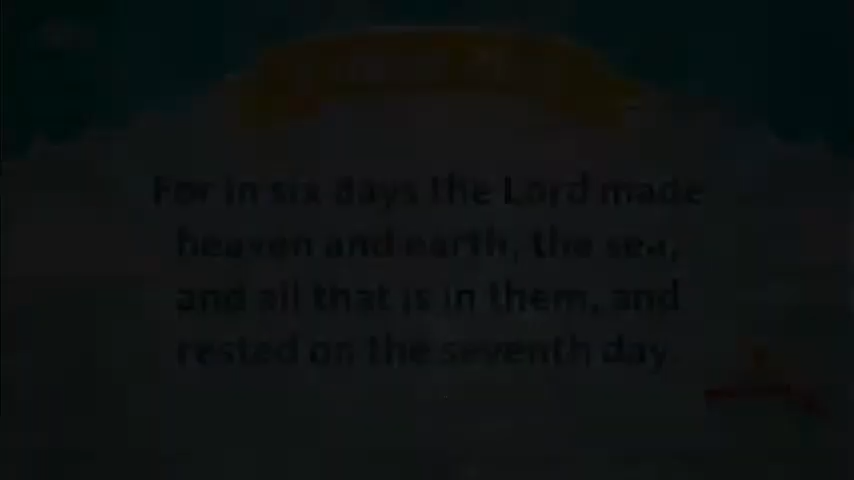 For in six days the Lord made
heaven and earth, the sea,
and all that is in them, and
rested on the seventh day